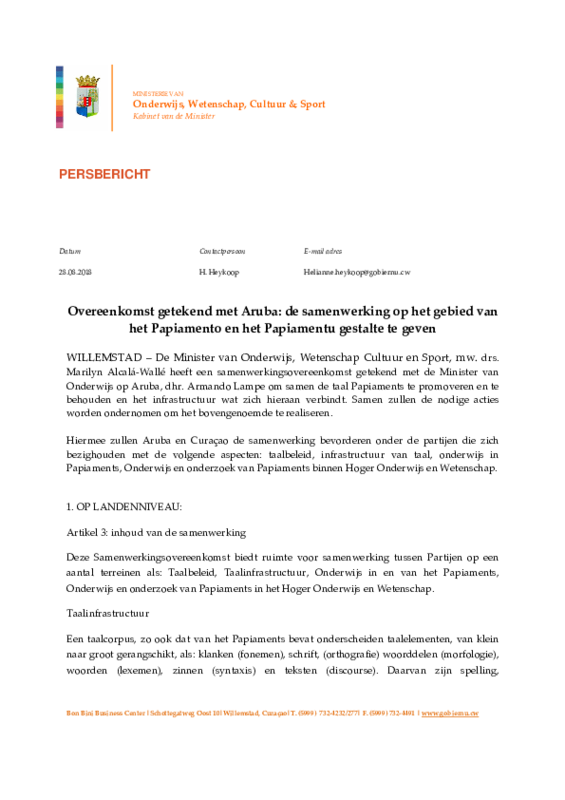 MINISTERIE VAN
Onderwijs, Wetenschap, Cultuur & Sport
Kabinet van de Minister
PERSBERICHT
Datum Contactpersoon E-mail adres
28.08.2018 H. Heykoop Helianne.heykoop@gobiernu.cw
Overeenkomst getekend met Aruba: de samenwerking op het gebied van
het Papiamento en het Papiamentu gestalte te geven
WILLEMSTAD – De Minister van Onderwijs, Wetenschap Cultuur en Sport, mw. drs.
Marilyn Alcalá-Wallé heeft een samenwerkingsovereenkomst getekend met de Minister van
Onderwijs op Aruba, dhr. Armando Lampe om samen de taal Papiaments te promoveren en te
behouden en het infrastructuur wat zich hieraan verbindt. Samen zullen de nodige acties
worden ondernomen om het bovengenoemde te realiseren.
Hiermee zullen Aruba en Curaçao de samenwerking bevorderen onder de partijen die zich
bezighouden met de volgende aspecten: taalbeleid, infrastructuur van taal, onderwijs in
Papiaments, Onderwijs en onderzoek van Papiaments binnen Hoger Onderwijs en Wetenschap.
1. OP LANDENNIVEAU:
Artikel 3: inhoud van de samenwerking
Deze Samenwerkingsovereenkomst biedt ruimte voor samenwerking tussen Partijen op een
aantal terreinen als: Taalbeleid, Taalinfrastructuur, Onderwijs in en van het Papiaments,
Onderwijs en onderzoek van Papiaments in het Hoger Onderwijs en Wetenschap.
Taalinfrastructuur
Een taalcorpus, zo ook dat van het Papiaments bevat onderscheiden taalelementen, van klein
naar groot gerangschikt, als: klanken (fonemen), schrift, (orthografie) woorddelen (morfologie),
woorden (lexemen), zinnen (syntaxis) en teksten (discourse). Daarvan zijn spelling,
Bon Bini Business Center | Schottegatweg Oost 10 | Willemstad, Curaçao | T. (5999) 732-4232/277 | F. (5999) 732-4101 | www.gobiernu.cw